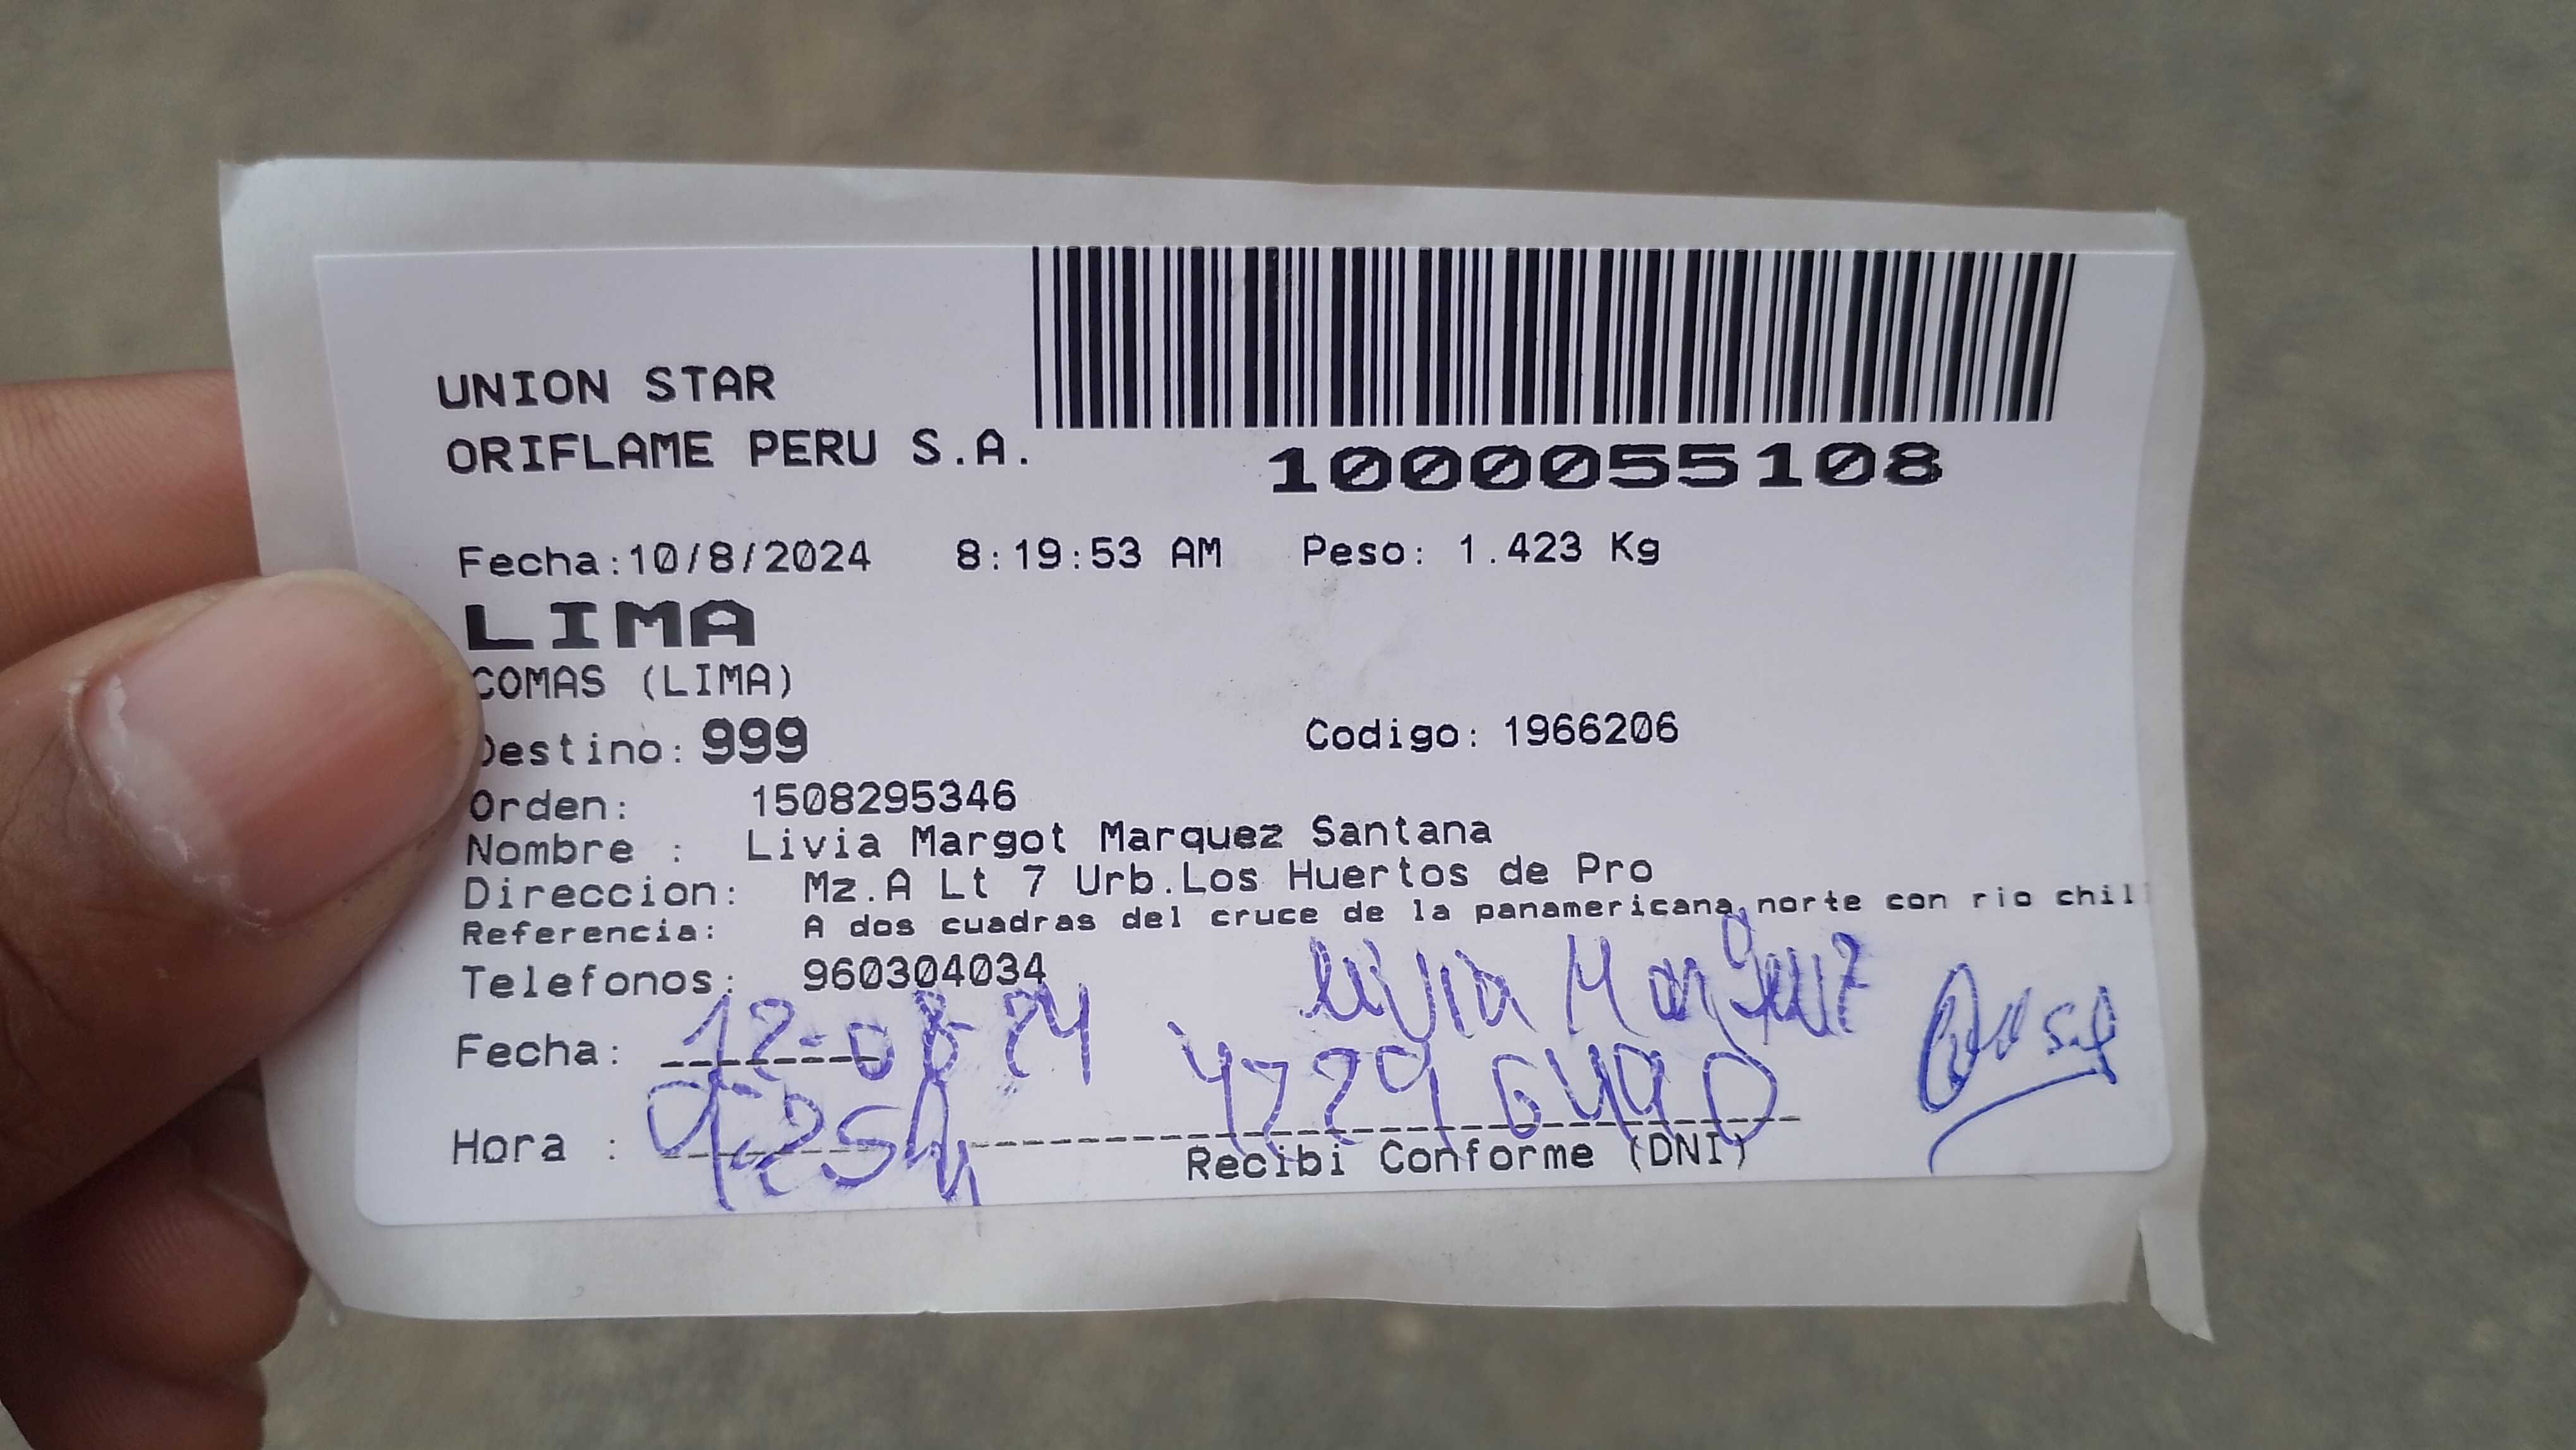 UNION STAR
ORIFLAME PERU S.A.
1000055108
Fecha:10/8/2024 8:19:53 AM Peso: 1.423 Kg
LIMA
COMAS (LIMA)
Destino: 999 Codigo: 1966206
Orden: 1508295346
Nombre : Livia Margot Marquez Santana
Direccion: Mz.A Lt 7 Urb.Los Huertos de Pro
Referencia: A dos cuadras del cruce de la panamericana norte con rio chil
Telefonos: 960304034
Livia Marquez
Fecha: 12-08-24
Hora :
Recibi Conforme (DNI)